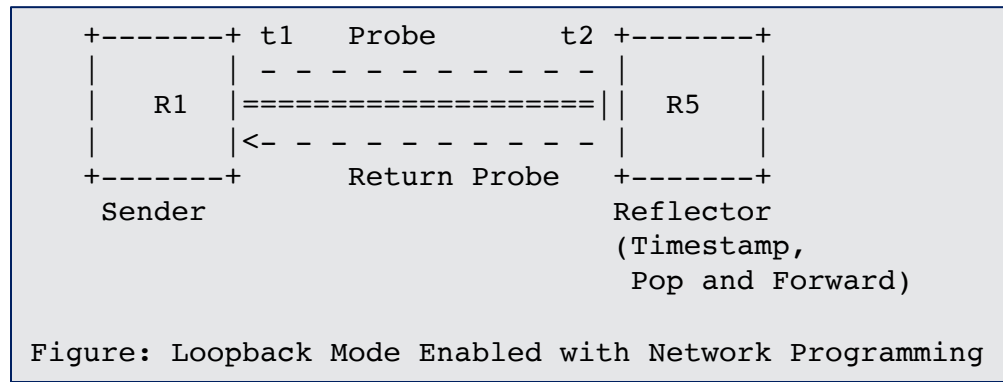 +-------+ t1   Probe      t2 +-------+
|       | - - - - - - - - - - |       |
|   R1  |====================||  R5   |
|       |<- - - - - - - - - - |       |
+-------+      Return Probe   +-------+
Sender                        Reflector
(Timestamp,
Pop and Forward)
Figure: Loopback Mode Enabled with Network Programming